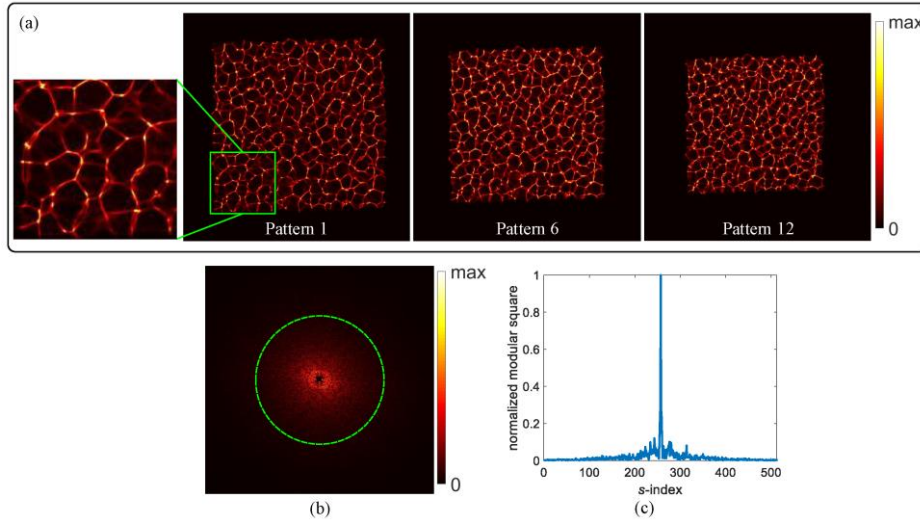 (a)
Pattern 1
Pattern 6
Pattern 12
max
0
max
0
(b)
normalized modular square
1
0.8
0.6
0.4
0.2
0
0 100 200 300 400 500
s-index
(c)